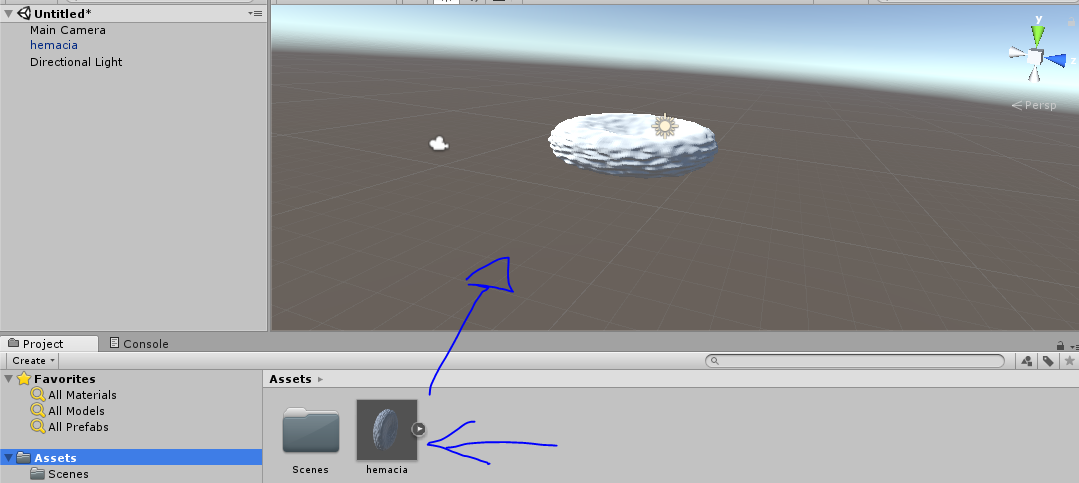 Untitled*
Main Camera
hemacia
Directional Light
y
z
Persp
Project
Console
Create
Favorites
All Materials
All Models
All Prefabs
Assets
Scenes
Assets
Scenes
hemacia